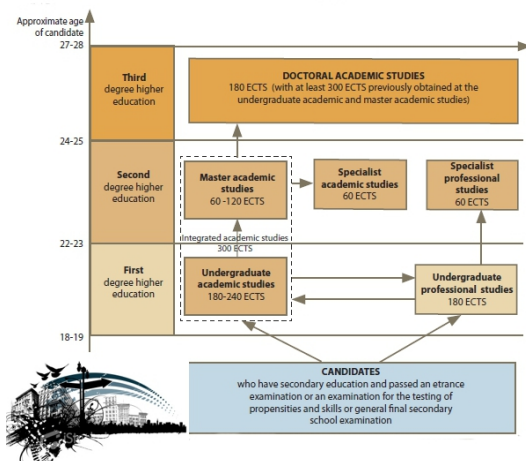 Approximate age
of candidate
27-28
Third
degree higher
education
DOCTORAL ACADEMIC STUDIES
180 ECTS (with at least 300 ECTS previously obtained at the
undergraduate academic and master academic studies)
24-25
Second
degree higher
education
Master academic
studies
60 -120 ECTS
Specialist
academic studies
60 ECTS
Specialist
professional
studies
60 ECTS
22-23
Integrated academic studies
300 ECTS
First
degree higher
education
Undergraduate
academic studies
180-240 ECTS
Undergraduate
professional studies
180 ECTS
18-19
CANDIDATES
who have secondary education and passed an etrance
examination or an examination for the testing of
propensities and skills or general final secondary
school examination